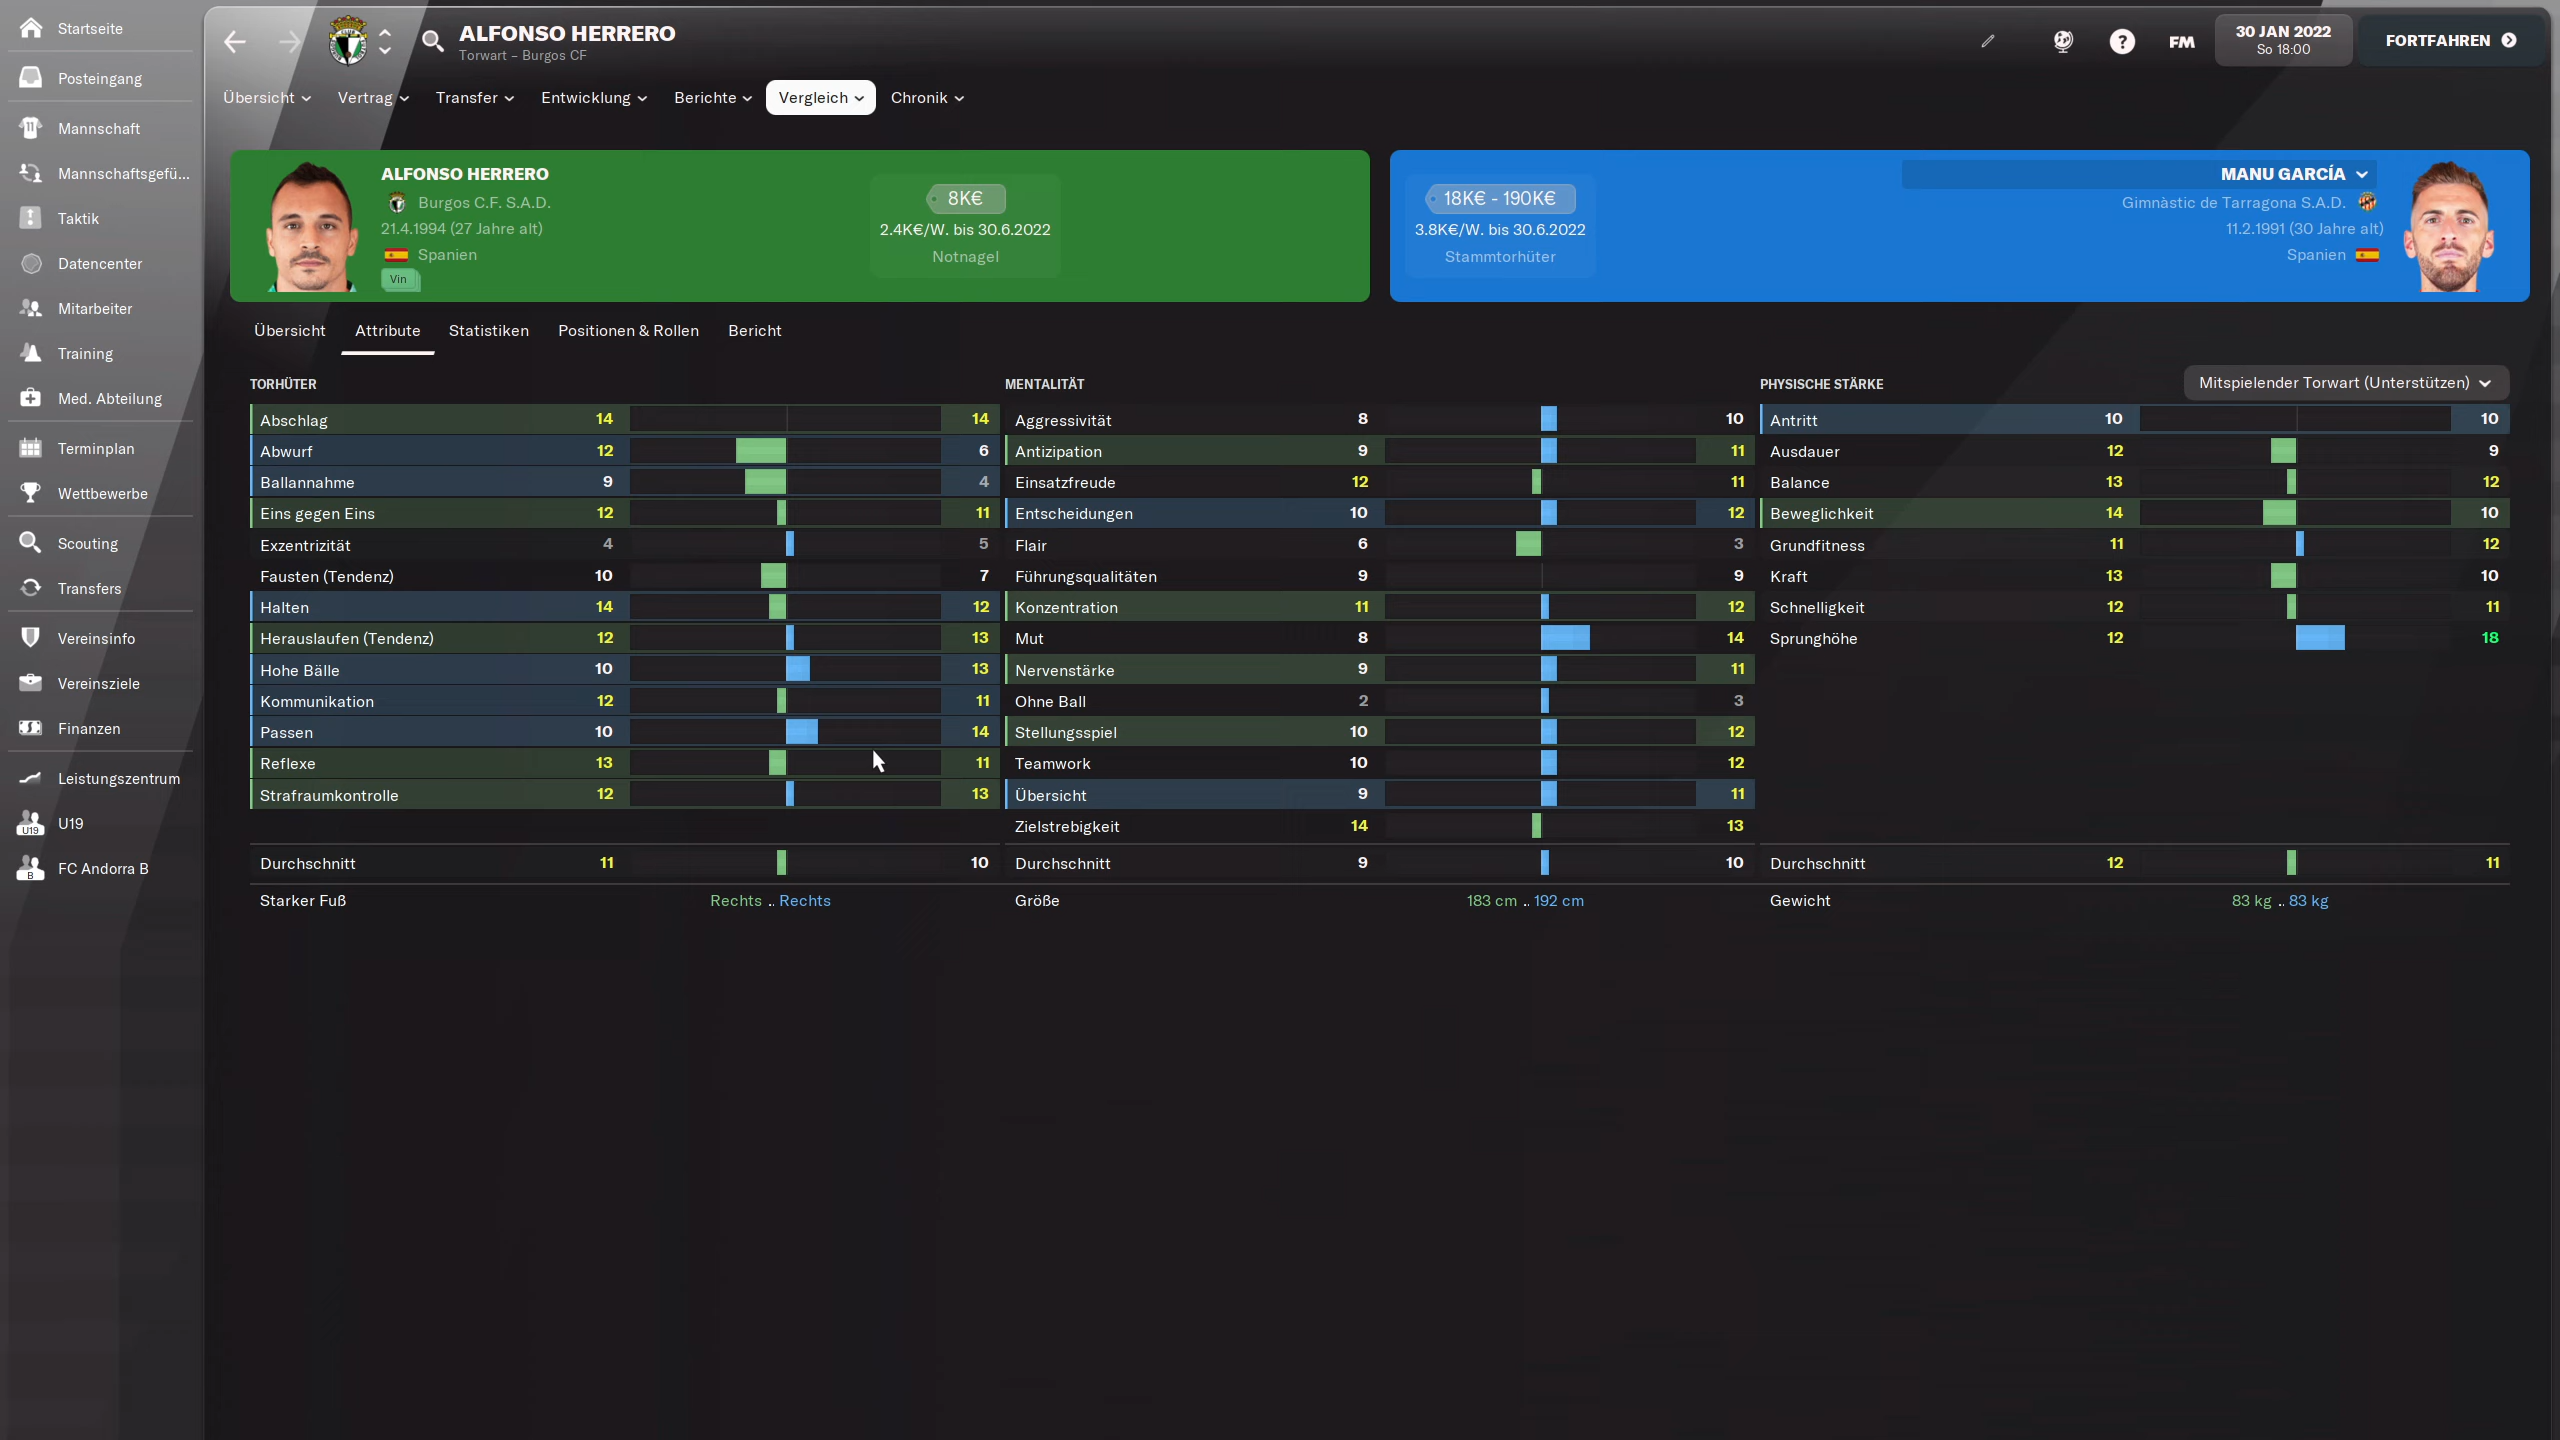 Startseite
Posteingang
Mannschaft
Mannschaftsgefü...
Taktik
Datencenter
Mitarbeiter
Training
Med. Abteilung
Terminplan
Wettbewerbe
Scouting
Transfers
Vereinsinfo
Vereinsziele
Finanzen
Leistungszentrum
U19 U19
B FC Andorra B
ALFONSO HERRERO
Torwart – Burgos CF
FM
30 JAN 2022
So 18:00
FORTFAHREN
Übersicht Vertrag Transfer Entwicklung Berichte Vergleich Chronik
ALFONSO HERRERO
Burgos C.F. S.A.D.
21.4.1994 (27 Jahre alt)
Spanien
Vin
8K€
2.4K€/W. bis 30.6.2022
Notnagel
18K€ - 190K€
3.8K€/W. bis 30.6.2022
Stammtorhüter
MANU GARCÍA
Gimnàstic de Tarragona S.A.D.
11.2.1991 (30 Jahre alt)
Spanien
Übersicht Attribute Statistiken Positionen & Rollen Bericht
TORHÜTER
Abschlag 14 14
Abwurf 12 6
Ballannahme 9 4
Eins gegen Eins 12 11
Exzentrizität 4 5
Fausten (Tendenz) 10 7
Halten 14 12
Herauslaufen (Tendenz) 12 13
Hohe Bälle 10 13
Kommunikation 12 11
Passen 10 14
Reflexe 13 11
Strafraumkontrolle 12 13
Durchschnitt 11 10
Starker Fuß Rechts .. Rechts
MENTALITÄT
Aggressivität 8 10
Antizipation 9 11
Einsatzfreude 12 11
Entscheidungen 10 12
Flair 6 3
Führungsqualitäten 9 9
Konzentration 11 12
Mut 8 14
Nervenstärke 9 11
Ohne Ball 2 3
Stellungsspiel 10 12
Teamwork 10 12
Übersicht 9 11
Zielstrebigkeit 14 13
Durchschnitt 9 10
Größe 183 cm .. 192 cm
PHYSISCHE STÄRKE
Mitspielender Torwart (Unterstützen)
Antritt 10 10
Ausdauer 12 9
Balance 13 12
Beweglichkeit 14 10
Grundfitness 11 12
Kraft 13 10
Schnelligkeit 12 11
Sprunghöhe 12 18
Durchschnitt 12 11
Gewicht 83 kg .. 83 kg